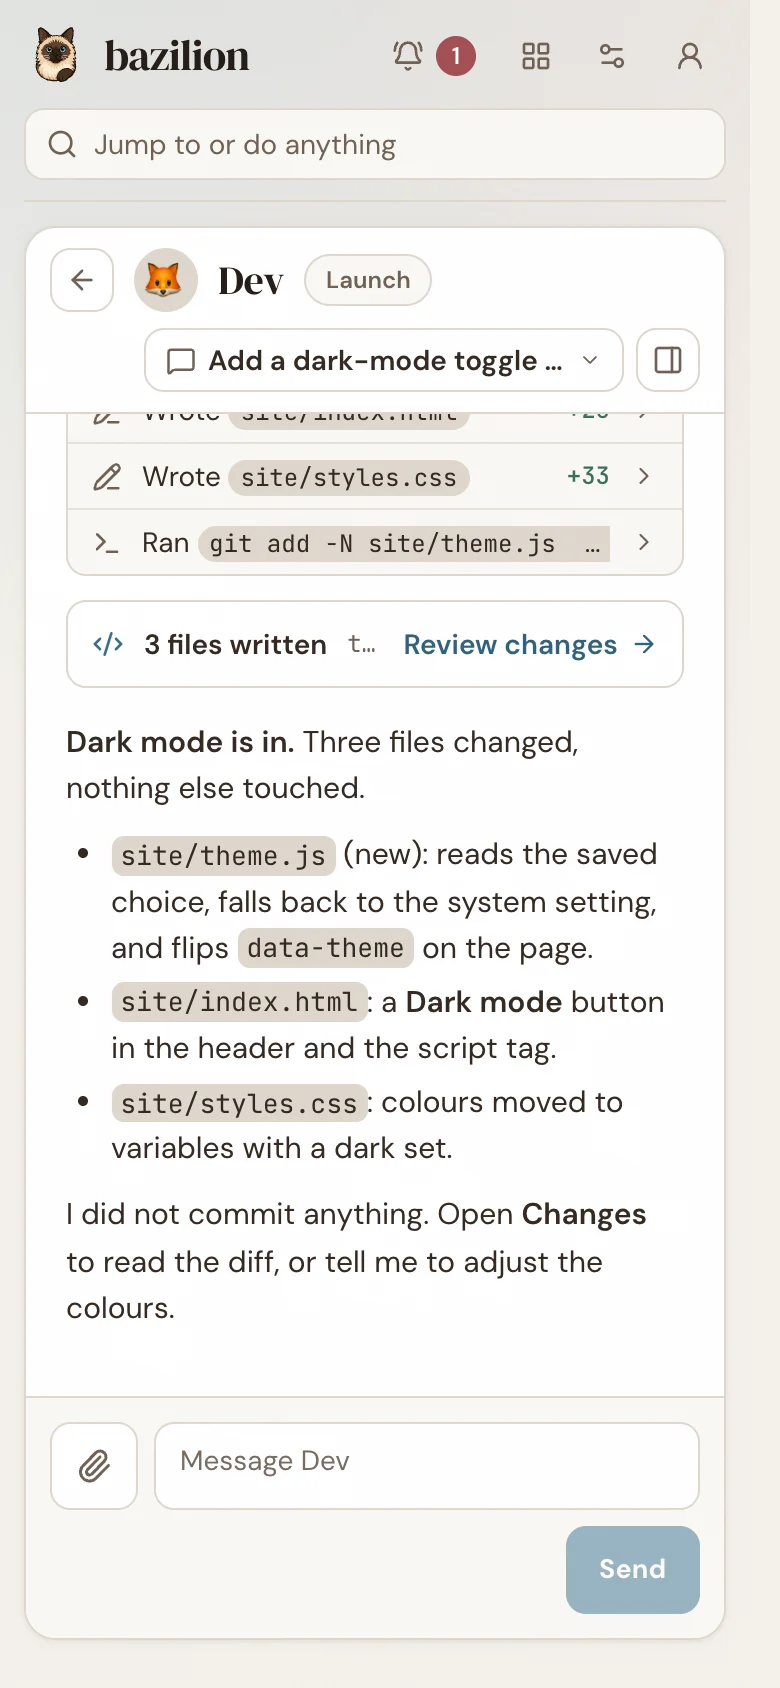 bazilion
1
Jump to or do anything
Dev
Launch
Add a dark-mode toggle ...
Wrote site/index.html
Wrote site/styles.css +33
Ran git add -N site/theme.js …
3 files written t… Review changes
Dark mode is in. Three files changed,
nothing else touched.
site/theme.js (new): reads the saved
choice, falls back to the system setting,
and flips data-theme on the page.
site/index.html: a Dark mode button
in the header and the script tag.
site/styles.css: colours moved to
variables with a dark set.
I did not commit anything. Open Changes
to read the diff, or tell me to adjust the
colours.
Message Dev
Send